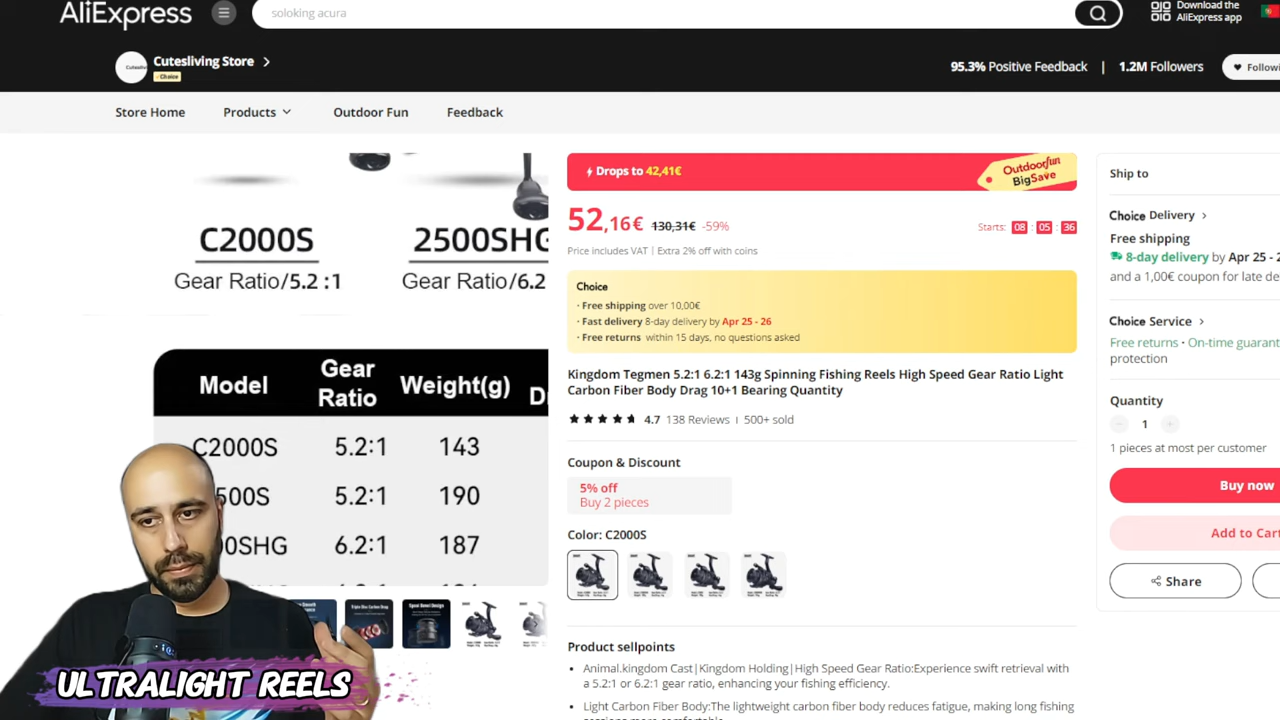 AliExpress
soloking acura
Download the
AliExpress app
Cutesliving Store >
Choice
95.3% Positive Feedback | 1.2M Followers
Store Home
Products
Outdoor Fun
Feedback
C2000S
Gear Ratio/5.2 :1
2500SHG
Gear Ratio/6.2
Model
Gear
Ratio
Weight(g)
C2000S 5.2:1 143
500S 5.2:1 190
0SHG 6.2:1 187
Drops to 42,41€
Outdoorfun
BigSave
52,16€ 130,31€ -59%
Starts: 08 : 05 : 36
Price includes VAT | Extra 2% off with coins
Choice
· Free shipping over 10,00€
· Fast delivery 8-day delivery by Apr 25 - 26
· Free returns within 15 days, no questions asked
Kingdom Tegmen 5.2:1 6.2:1 143g Spinning Fishing Reels High Speed Gear Ratio Light
Carbon Fiber Body Drag 10+1 Bearing Quantity
4.7 138 Reviews | 500+ sold
Coupon & Discount
5% off
Buy 2 pieces
Color: C2000S
Product sellpoints
• Animal.kingdom Cast|Kingdom Holding|High Speed Gear Ratio:Experience swift retrieval with
a 5.2:1 or 6.2:1 gear ratio, enhancing your fishing efficiency.
• Light Carbon Fiber Body:The lightweight carbon fiber body reduces fatigue, making long fishing
Ship to
Choice Delivery >
Free shipping
8-day delivery by Apr 25 - 2
and a 1,00€ coupon for late de
Choice Service >
Free returns · On-time guarant
protection
Quantity
- 1 +
1 pieces at most per customer
Buy now
Add to Cart
Share
ULTRALIGHT REELS